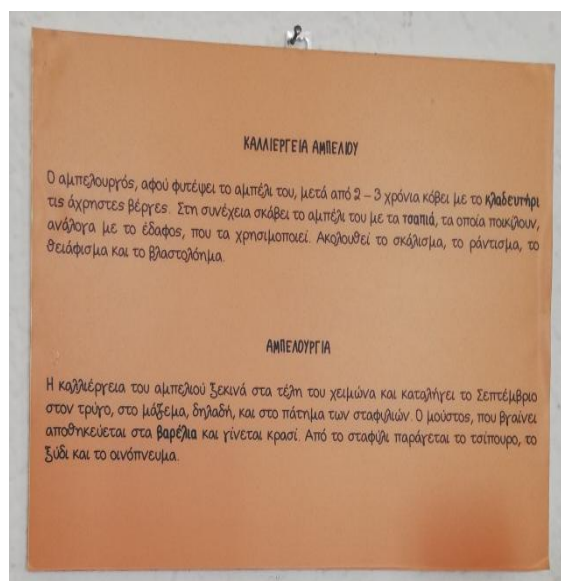 ΚΑΛΛΙΕΡΓΕΙΑ ΑΜΠΕΛΙΟΥ
Ο αμπελουργός, αφού φυτέψει το αμπέλι του, μετά από 2 – 3 χρόνια κόβει με το κλαδευτήρι
τις άχρηστες βέργες. Στη συνέχεια σκάβει το αμπέλι του με τα τσαπιά, τα οποία ποικίλουν,
ανάλογα με το έδαφος, που τα χρησιμοποιεί. Ακολουθεί το σκάλισμα, το ράντισμα, το
θειάφισμα και το βλαστολόημα.
ΑΜΠΕΛΟΥΡΓΙΑ
Η καλλιέργεια του αμπελιού ξεκινά στα τέλη του χειμώνα και καταλήγει το Σεπτέμβριο
στον τρύγο, στο μάζεμα, δηλαδή, και στο πάτημα των σταφυλιών. Ο μούστος, που βγαίνει
αποθηκεύεται στα βαρέλια και γίνεται κρασί. Από το σταφύλι παράγεται το τσίπουρο, το
ξύδι και το οινόπνευμα.